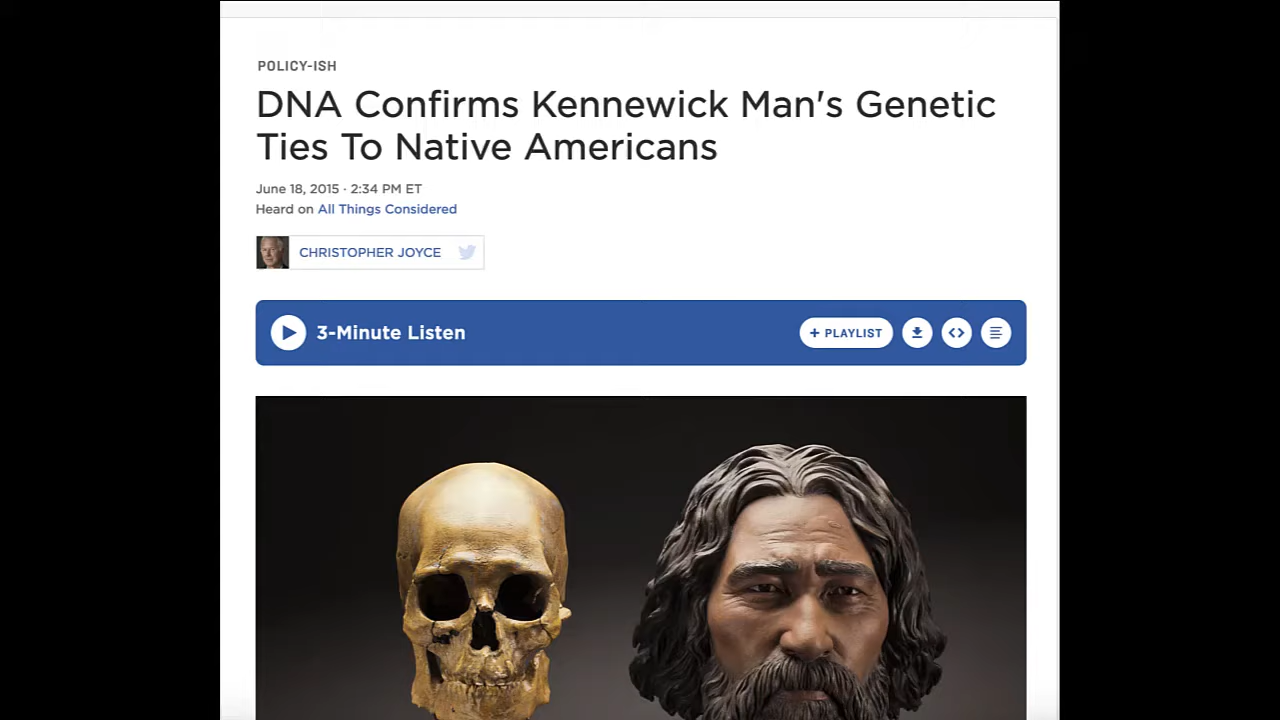 POLICY-ISH
DNA Confirms Kennewick Man's Genetic
Ties To Native Americans
June 18, 2015 · 2:34 PM ET
Heard on All Things Considered
CHRISTOPHER JOYCE
3-Minute Listen
+ PLAYLIST